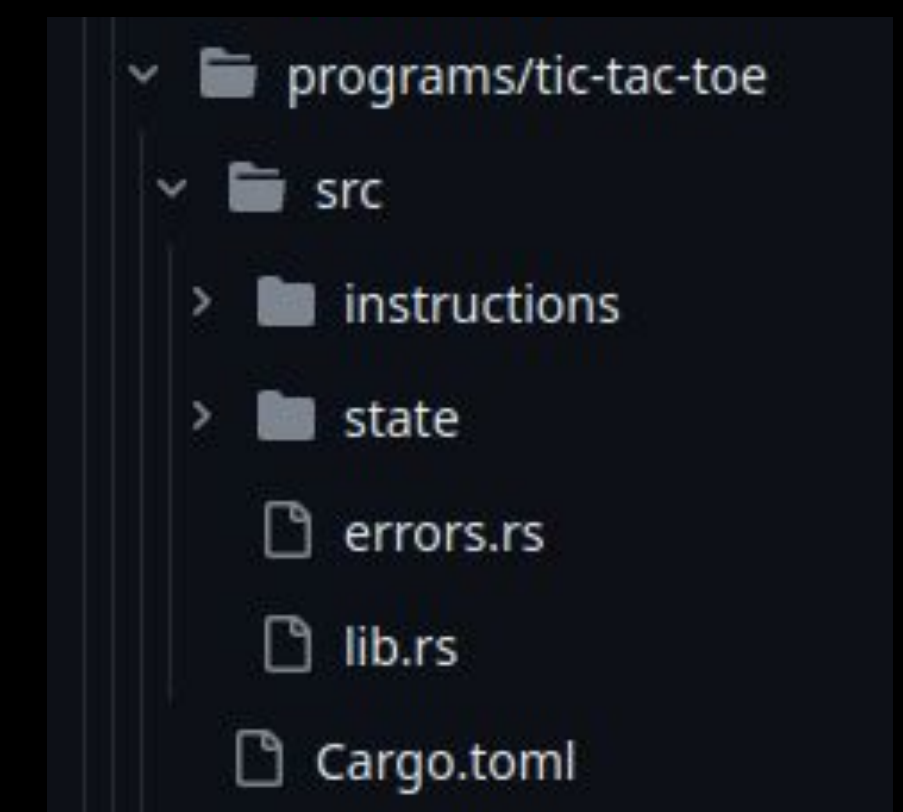 programs/tic-tac-toe
src
instructions
state
errors.rs
lib.rs
Cargo.toml